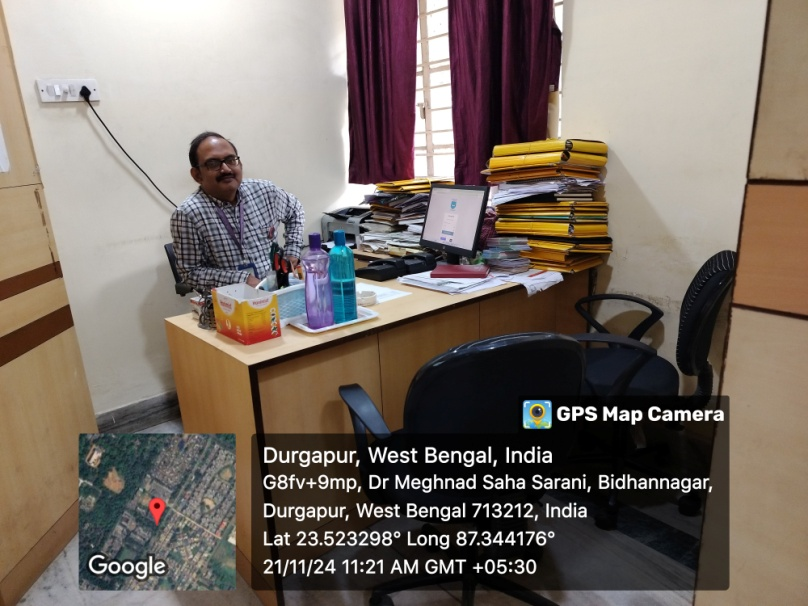 GPS Map Camera
Durgapur, West Bengal, India
G8fv+9mp, Dr Meghnad Saha Sarani, Bidhannagar,
Durgapur, West Bengal 713212, India
Lat 23.523298° Long 87.344176°
21/11/24 11:21 AM GMT +05:30
Google